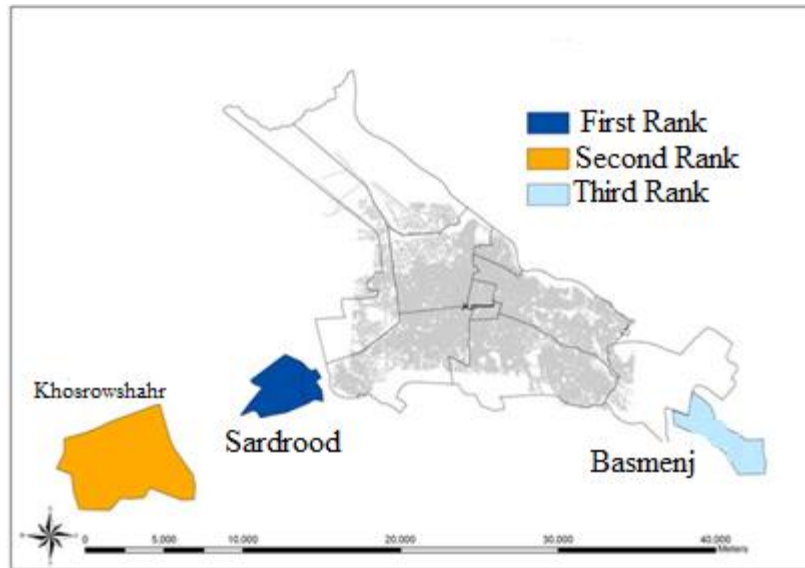 First Rank
Second Rank
Third Rank
Khosrowshahr
Sardrood
Basmenj
0 5,000 10,000 20,000 30,000 40,000
Meters